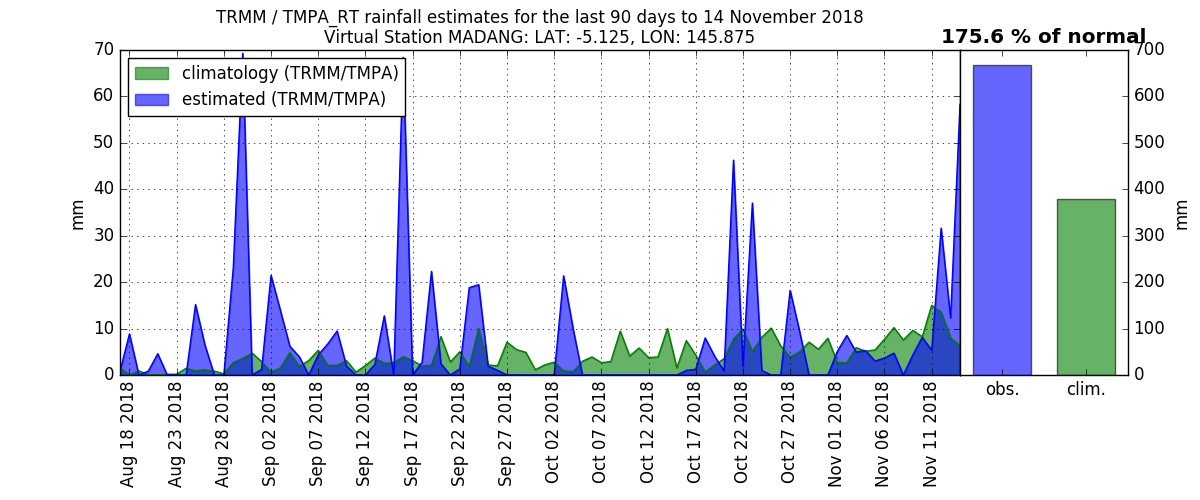 TRMM / TMPA_RT rainfall estimates for the last 90 days to 14 November 2018
Virtual Station MADANG: LAT: -5.125, LON: 145.875
175.6 % of normal
climatology (TRMM/TMPA)
estimated (TRMM/TMPA)
70
60
50
40
30
20
10
0
mm
700
600
500
400
300
200
100
0
mm
obs.
clim.
Aug 18 2018
Aug 23 2018
Aug 28 2018
Sep 02 2018
Sep 07 2018
Sep 12 2018
Sep 17 2018
Sep 22 2018
Sep 27 2018
Oct 02 2018
Oct 07 2018
Oct 12 2018
Oct 17 2018
Oct 22 2018
Oct 27 2018
Nov 01 2018
Nov 06 2018
Nov 11 2018